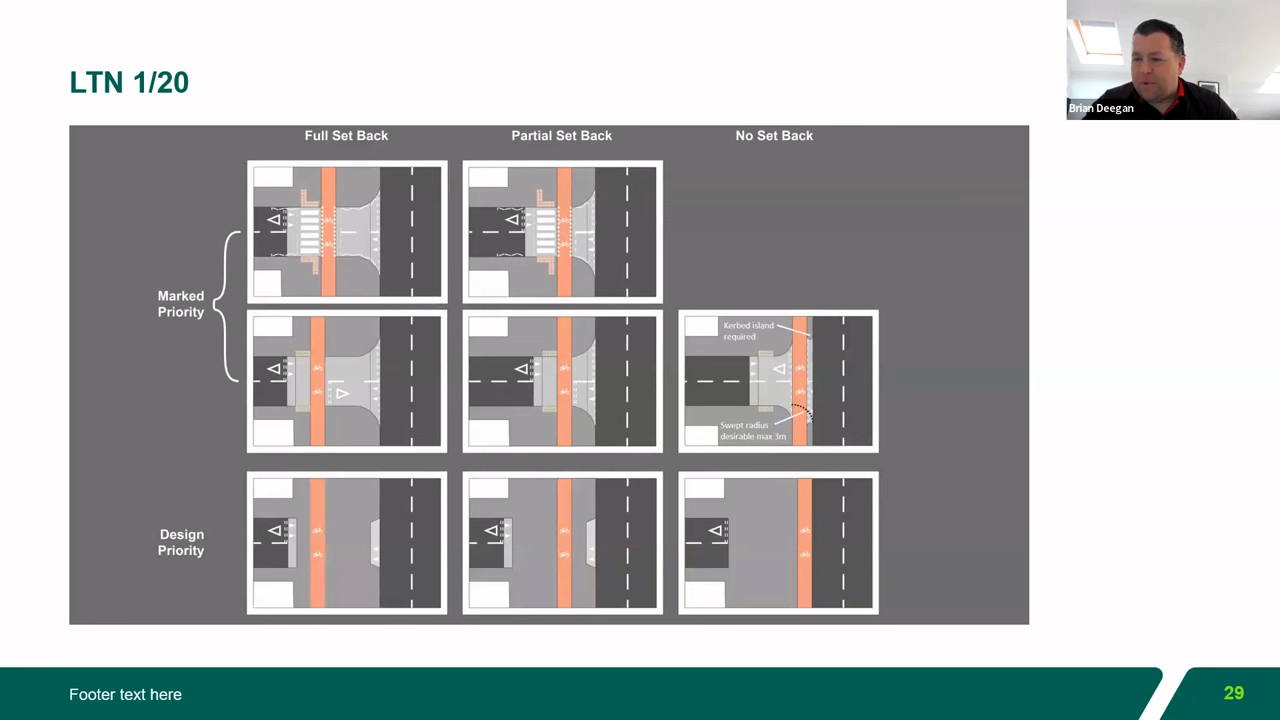 Brian Deegan
LTN 1/20
Full Set Back
Partial Set Back
No Set Back
Marked
Priority
Kerbed island
required
Swept radius
desirable max 3m
Design
Priority
Footer text here
29